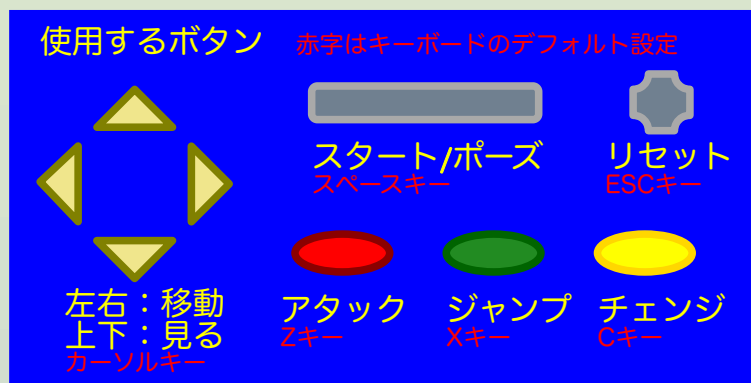 使用するボタン 赤字はキーボードのデフォルト設定
スタート/ポーズ
スペースキー
リセット
ESCキー
左右：移動
上下：見る
カーソルキー
アタック
Zキー
ジャンプ
Xキー
チェンジ
Cキー